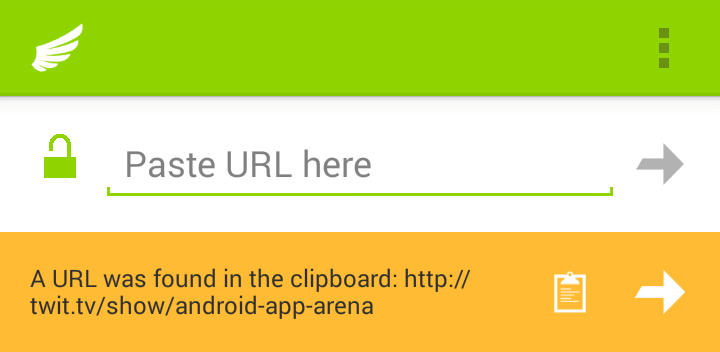 Paste URL here
A URL was found in the clipboard: http://
twit.tv/show/android-app-arena